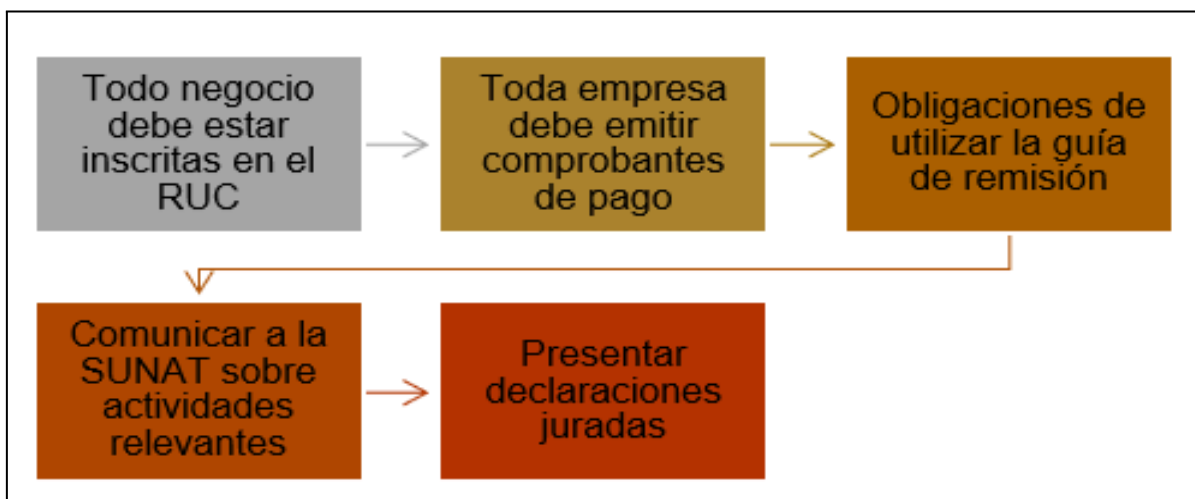 Todo negocio
debe estar
inscritas en el
RUC
Toda empresa
debe emitir
comprobantes
de pago
Obligaciones de
utilizar la guía
de remisión
Comunicar a la
SUNAT sobre
actividades
relevantes
Presentar
declaraciones
juradas